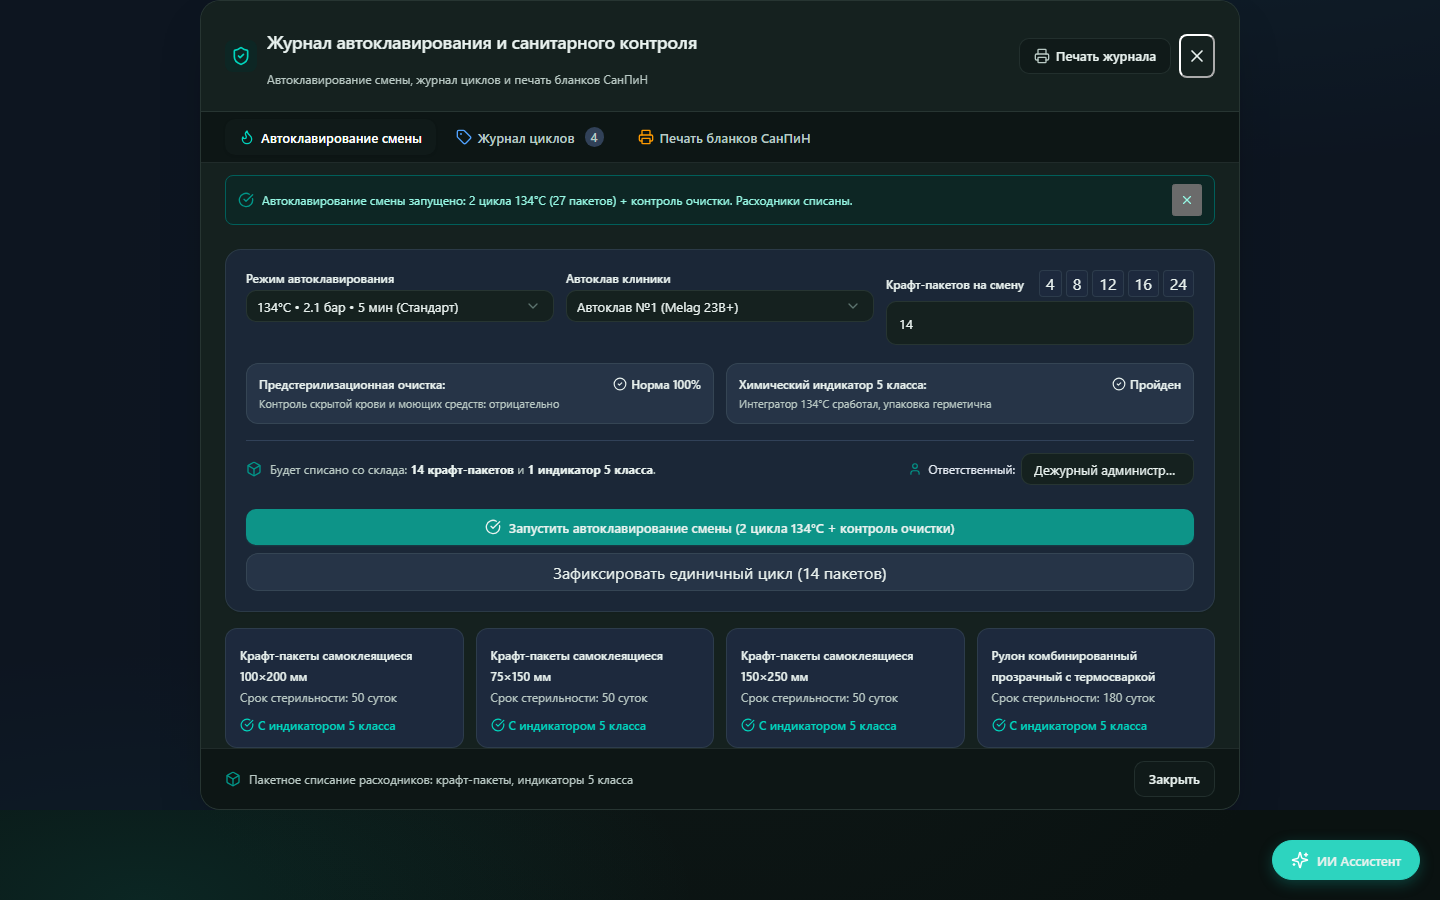 Журнал автоклавирования и санитарного контроля
Автоклавирование смены, журнал циклов и печать бланков СанПиН
Печать журнала
Автоклавирование смены
Журнал циклов 4
Печать бланков СанПиН
Автоклавирование смены запущено: 2 цикла 134°C (27 пакетов) + контроль очистки. Расходники списаны.
Режим автоклавирования
134°C • 2.1 бар • 5 мин (Стандарт)
Автоклав клиники
Автоклав №1 (Melag 23B+)
Крафт-пакетов на смену 4 8 12 16 24
14
Предстерилизационная очистка: Норма 100%
Контроль скрытой крови и моющих средств: отрицательно
Химический индикатор 5 класса: Пройден
Интегратор 134°C сработал, упаковка герметична
Будет списано со склада: 14 крафт-пакетов и 1 индикатор 5 класса.
Ответственный: Дежурный администр...
Запустить автоклавирование смены (2 цикла 134°C + контроль очистки)
Зафиксировать единичный цикл (14 пакетов)
Крафт-пакеты самоклеящиеся
100×200 мм
Срок стерильности: 50 суток
С индикатором 5 класса
Крафт-пакеты самоклеящиеся
75×150 мм
Срок стерильности: 50 суток
С индикатором 5 класса
Крафт-пакеты самоклеящиеся
150×250 мм
Срок стерильности: 50 суток
С индикатором 5 класса
Рулон комбинированный
прозрачный с термосваркой
Срок стерильности: 180 суток
С индикатором 5 класса
Пакетное списание расходников: крафт-пакеты, индикаторы 5 класса
Закрыть
ИИ Ассистент